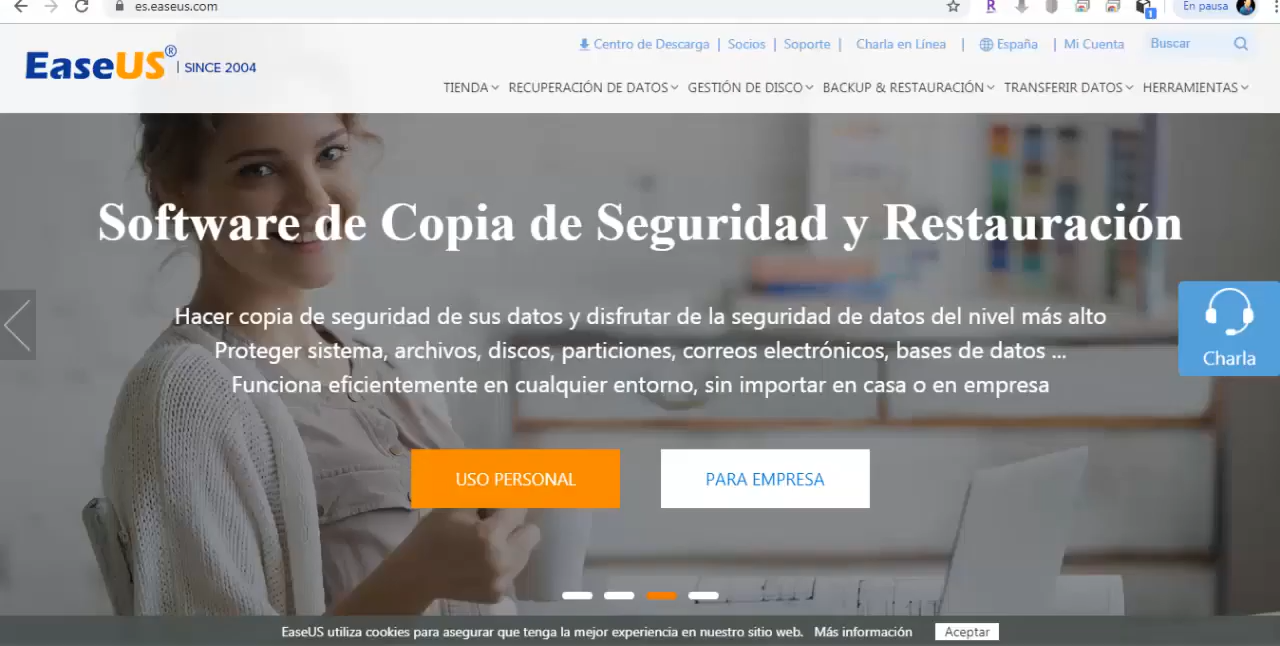 es.easeus.com
R
1
En pausa
EaseUS® | SINCE 2004
Centro de Descarga | Socios | Soporte | Charla en Línea | España | Mi Cuenta
Buscar
TIENDA RECUPERACIÓN DE DATOS GESTIÓN DE DISCO BACKUP & RESTAURACIÓN TRANSFERIR DATOS HERRAMIENTAS
Software de Copia de Seguridad y Restauración
Hacer copia de seguridad de sus datos y disfrutar de la seguridad de datos del nivel más alto
Proteger sistema, archivos, discos, particiones, correos electrónicos, bases de datos ...
Funciona eficientemente en cualquier entorno, sin importar en casa o en empresa
Charla
USO PERSONAL
PARA EMPRESA
EaseUS utiliza cookies para asegurar que tenga la mejor experiencia en nuestro sitio web. Más información Aceptar